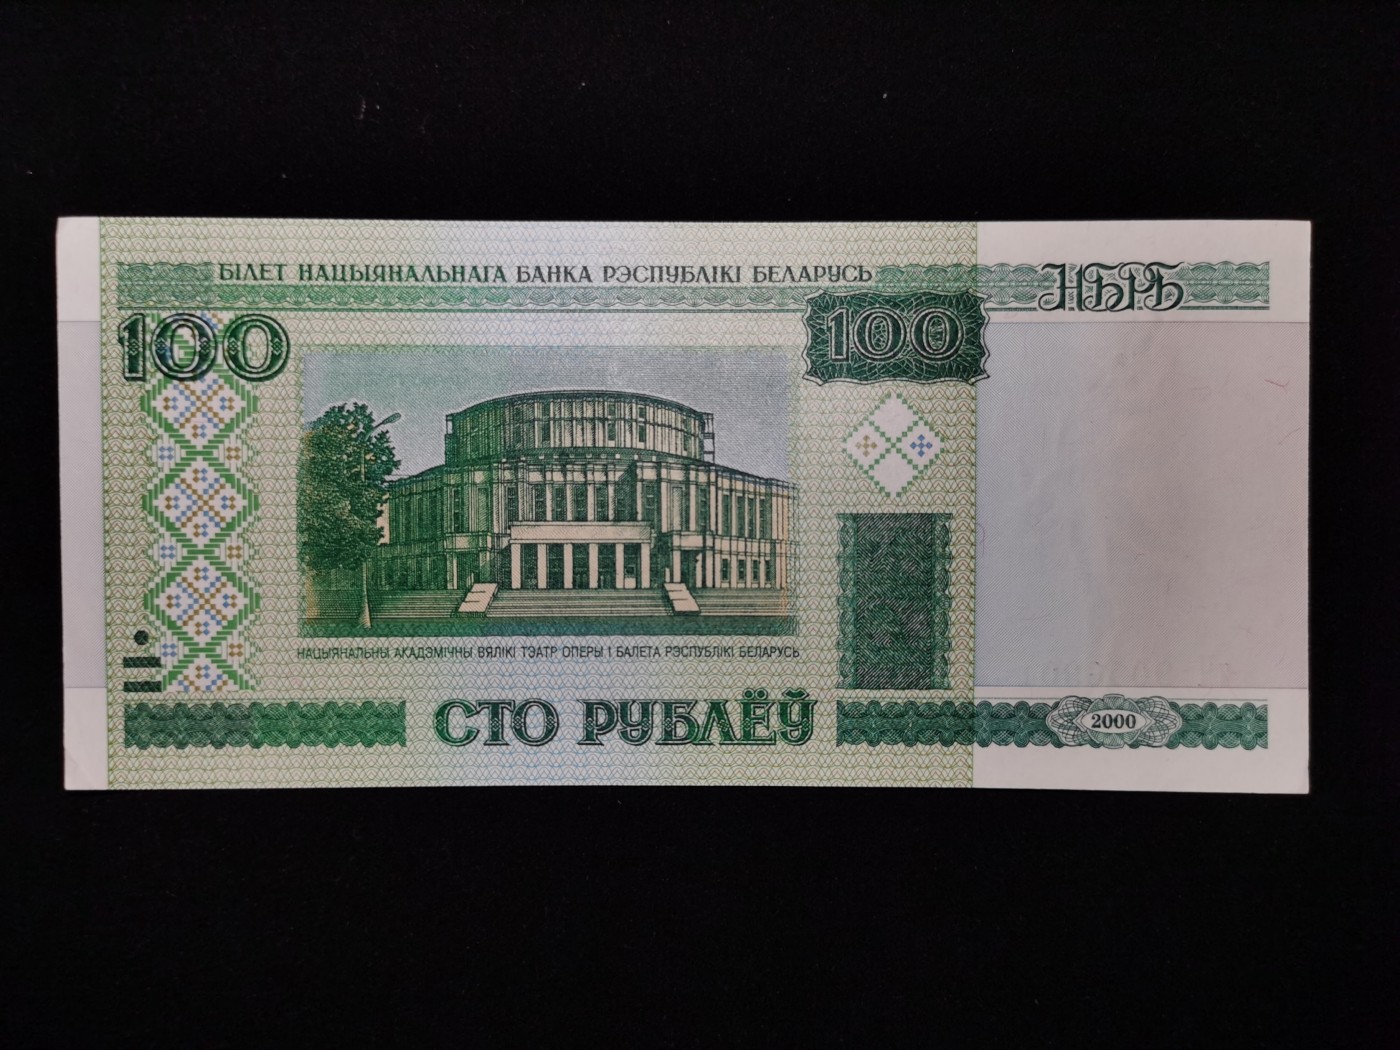 БІЛЕТ НАЦЫЯНАЛЬНАГА БАНКА РЭСПУБЛІКІ БЕЛАРУСЬ
НБРБ
100
100
НАЦЫЯНАЛЬНЫ АКАДЭМІЧНЫ ВЯЛІКІ ТЭАТР ОПЕРЫ І БАЛЕТА РЭСПУБЛІКІ БЕЛАРУСЬ
СТО РУБЛЁЎ
2000